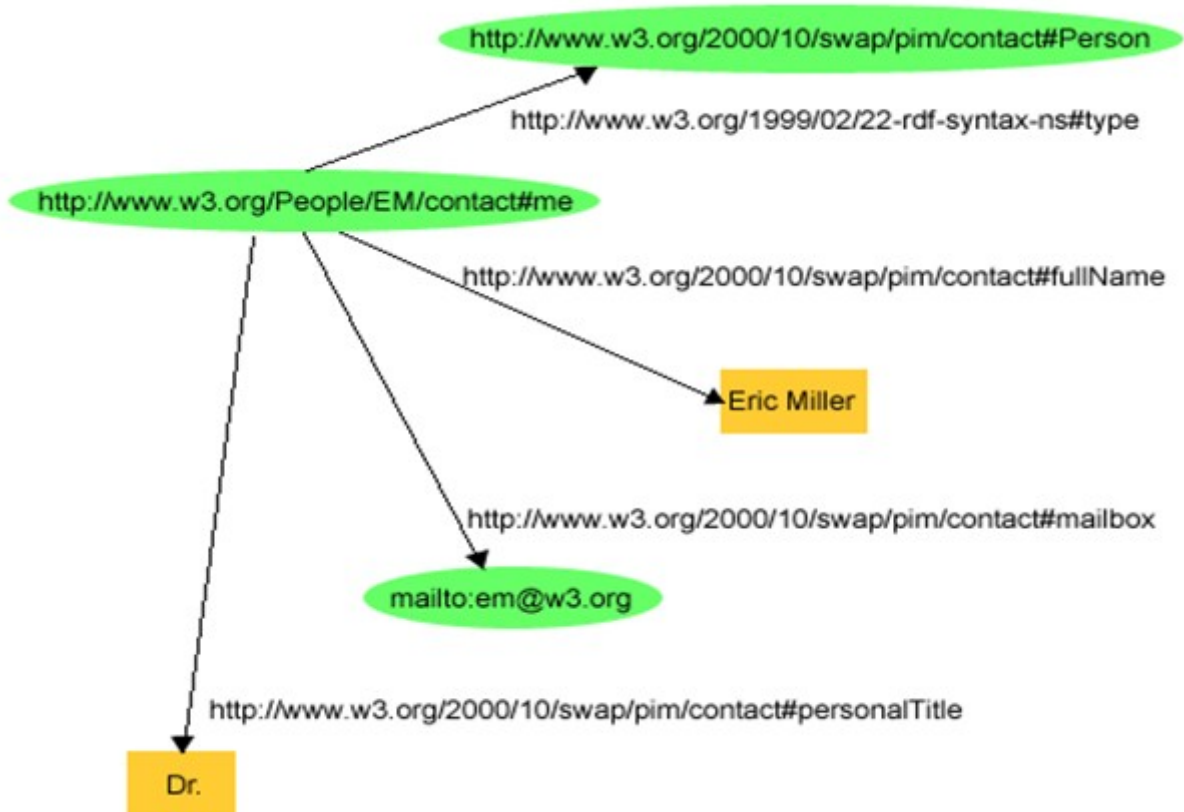 http://www.w3.org/2000/10/swap/pim/contact#Person
http://www.w3.org/1999/02/22-rdf-syntax-ns#type
http://www.w3.org/People/EM/contact#me
http://www.w3.org/2000/10/swap/pim/contact#fullName
Eric Miller
http://www.w3.org/2000/10/swap/pim/contact#mailbox
mailto:em@w3.org
http://www.w3.org/2000/10/swap/pim/contact#personalTitle
Dr.